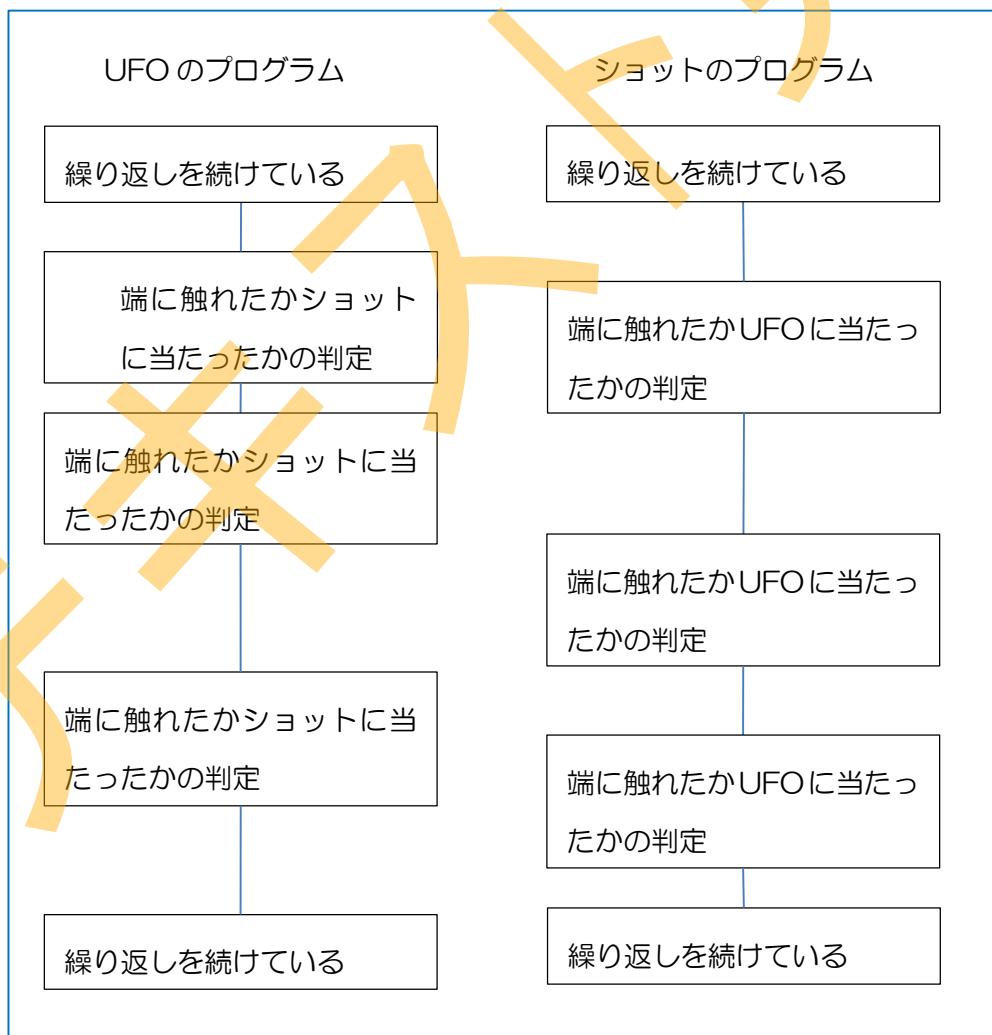 UFO のプログラム
繰り返しを続けている
端に触れたかショット
に当たったかの判定
端に触れたかショットに当
たったかの判定
端に触れたかショットに当
たったかの判定
繰り返しを続けている
ショットのプログラム
繰り返しを続けている
端に触れたかUFOに当たっ
たかの判定
端に触れたかUFOに当たっ
たかの判定
端に触れたかUFOに当たっ
たかの判定
繰り返しを続けている